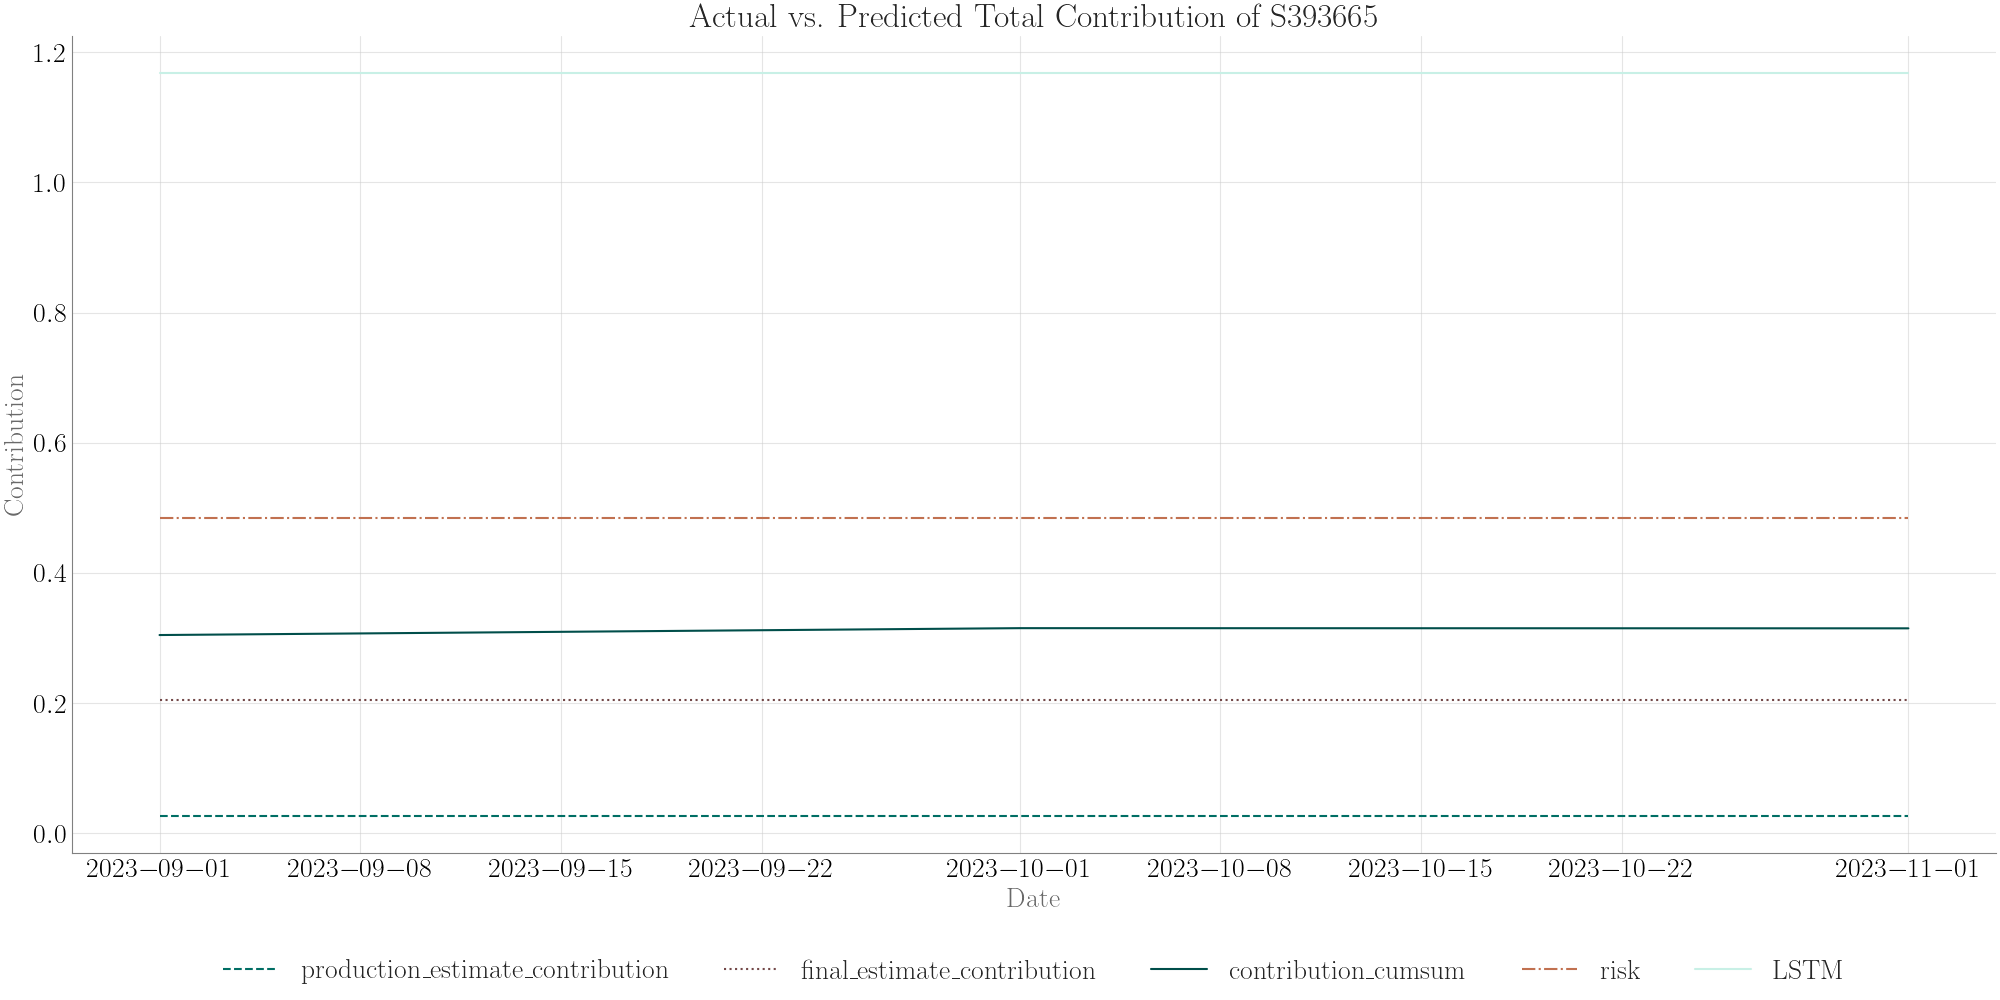 Actual vs. Predicted Total Contribution of S393665
1.2
1.0
0.8
0.6
0.4
0.2
0.0
Contribution
2023−09−01 2023−09−08 2023−09−15 2023−09−22 2023−10−01 2023−10−08 2023−10−15 2023−10−22 2023−11−01
Date
production_estimate_contribution final_estimate_contribution contribution_cumsum risk LSTM